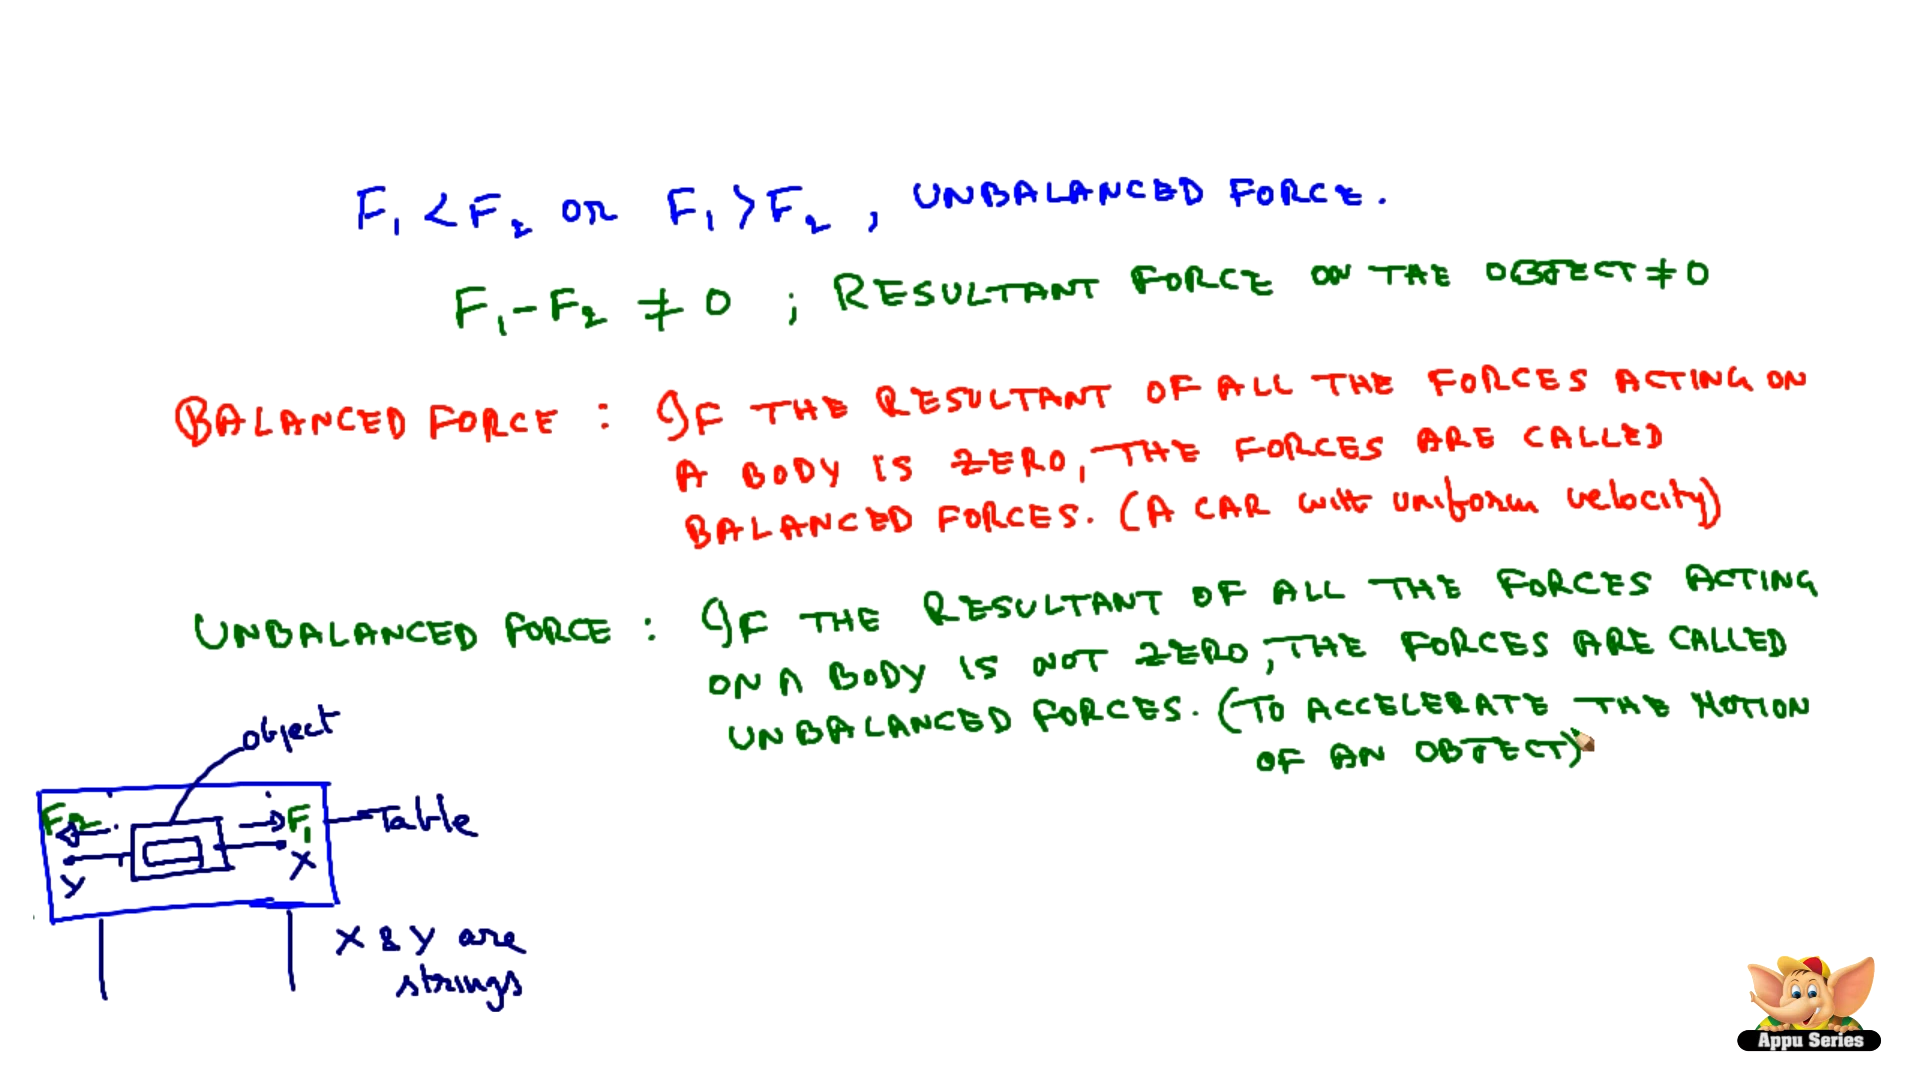 F₁ < F₂ or F₁ > F₂ , UNBALANCED FORCE.
F₁ - F₂ ≠ 0 ; RESULTANT FORCE ON THE OBJECT ≠ 0
BALANCED FORCE : IF THE RESULTANT OF ALL THE FORCES ACTING ON
A BODY IS ZERO, THE FORCES ARE CALLED
BALANCED FORCES. (A CAR with uniform velocity)
UNBALANCED FORCE : IF THE RESULTANT OF ALL THE FORCES ACTING
ON A BODY IS NOT ZERO, THE FORCES ARE CALLED
UNBALANCED FORCES. (TO ACCELERATE THE MOTION
OF AN OBJECT)
object
F₂
F₁
Table
Y
X
X & Y are
strings
Appu Series